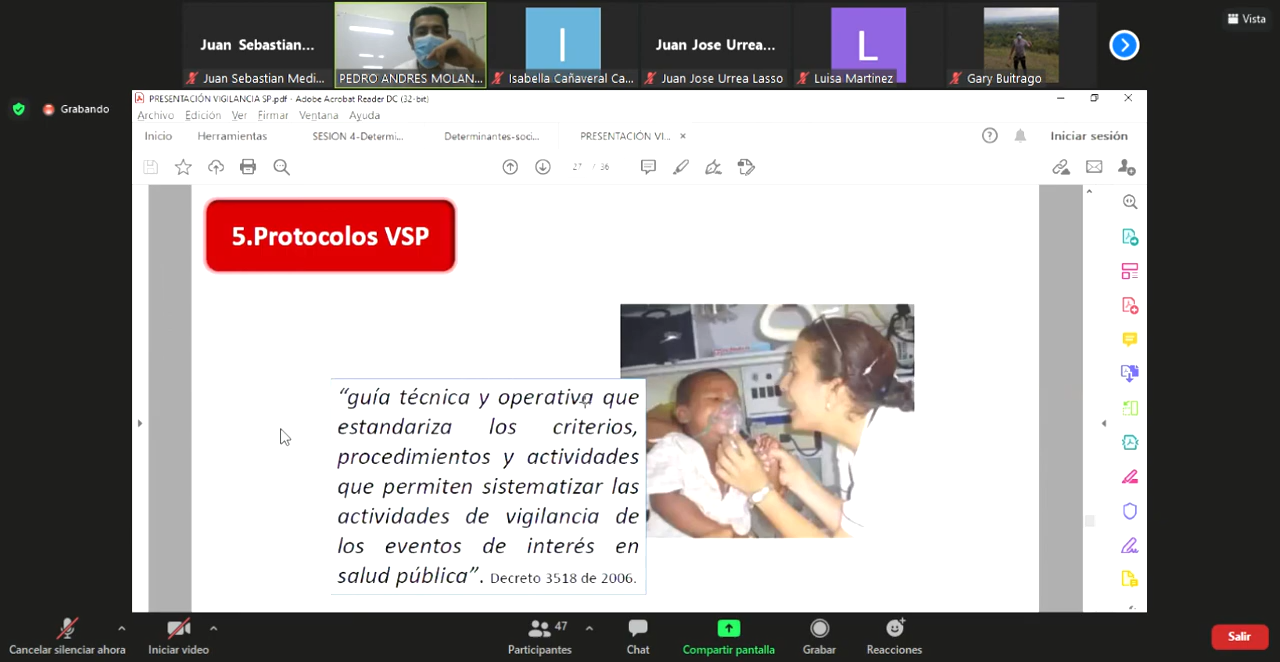 Vista
Juan Sebastian...
Juan Jose Urrea...
I
L
Juan Sebastian Medi...
PEDRO ANDRES MOLAN...
Isabella Cañaveral Ca...
Juan Jose Urrea Lasso
Luisa Martinez
Gary Buitrago
Grabando
PRESENTACIÓN VIGILANCIA SP.pdf - Adobe Acrobat Reader DC (32-bit)
Archivo Edición Ver Firmar Ventana Ayuda
Inicio Herramientas SESION 4-Determi... Determinantes-soci... PRESENTACIÓN VI... × Iniciar sesión
27 / 36
5.Protocolos VSP
“guía técnica y operativa que
estandariza los criterios,
procedimientos y actividades
que permiten sistematizar las
actividades de vigilancia de
los eventos de interés en
salud pública”. Decreto 3518 de 2006.
47
Cancelar silenciar ahora
Iniciar video
Participantes
Chat
Compartir pantalla
Grabar
Reacciones
Salir